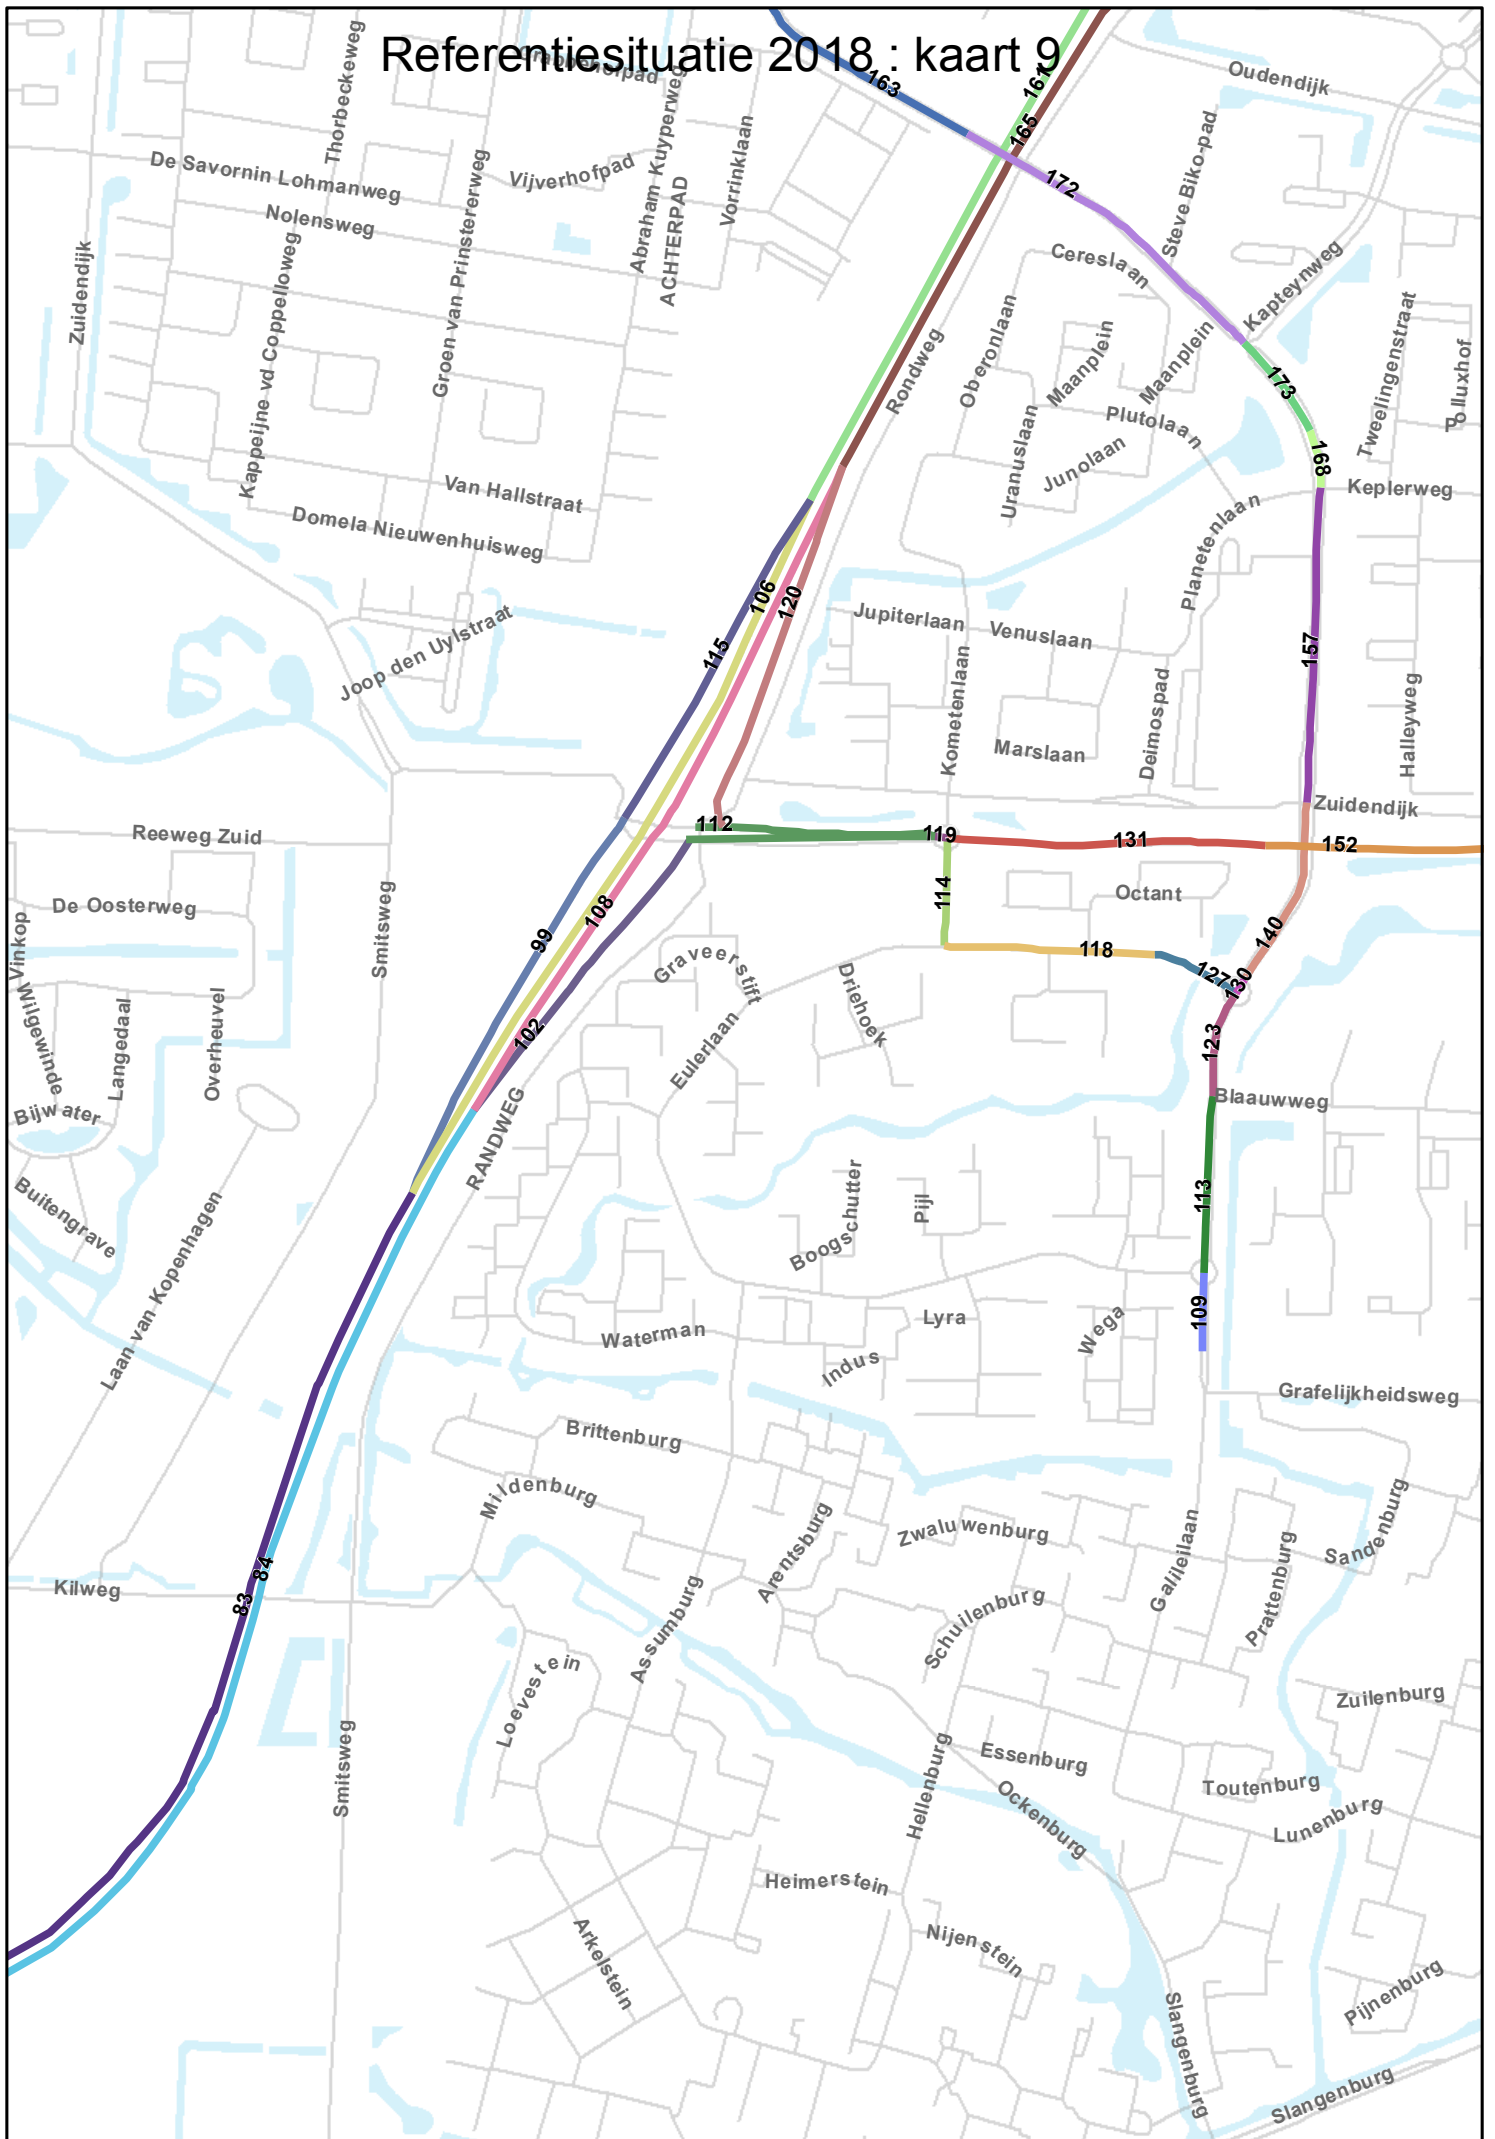 Referentiesituatie 2018 : kaart 9
Crabbehofpad
163
161
165
172
Oudendijk
Thorbeckeweg
De Savornin Lohmanweg
Nolensweg
Groen van Prinstererweg
Vijverhofpad
Abraham Kuyperweg
ACHTERPAD
Vorrinklaan
Steve Biko-pad
Cereslaan
Kapteynweg
Zuidendijk
Kappeijne vd Coppelloweg
Rondweg
Oberonlaan
Maanplein
Maanplein
Tweelingenstraat
Polluxhof
173
Plutolaan
Uranuslaan
Junolaan
168
Keplerweg
Van Hallstraat
Domela Nieuwenhuisweg
Planetenlaan
Joop den Uylstraat
106
120
115
Jupiterlaan
Venuslaan
157
Kometenlaan
Marslaan
Deimospad
Halleyweg
Zuidendijk
Reeweg Zuid
112
119
131
152
De Oosterweg
Smitsweg
114
Octant
Vinkop
99
108
118
140
127
130
Graveerstift
Driehoek
Wilgewinde
Langedaal
Overheuvel
102
Eulerlaan
123
Bijwater
Blaauwweg
RANDWEG
Buitengrave
Laan van Kopenhagen
Boogschutter
Pijl
113
Waterman
Lyra
Indus
Wega
109
Grafelijkheidsweg
Brittenburg
Mildenburg
Arentsburg
Zwaluwenburg
Galileilaan
Prattenburg
Sandenburg
Kilweg
83
84
Assumburg
Schuilenburg
Loevestein
Zuilenburg
Smitsweg
Hellenburg
Essenburg
Ockenburg
Toutenburg
Lunenburg
Heimerstein
Arkelstein
Nijenstein
Slangenburg
Pijnenburg
Slangenburg